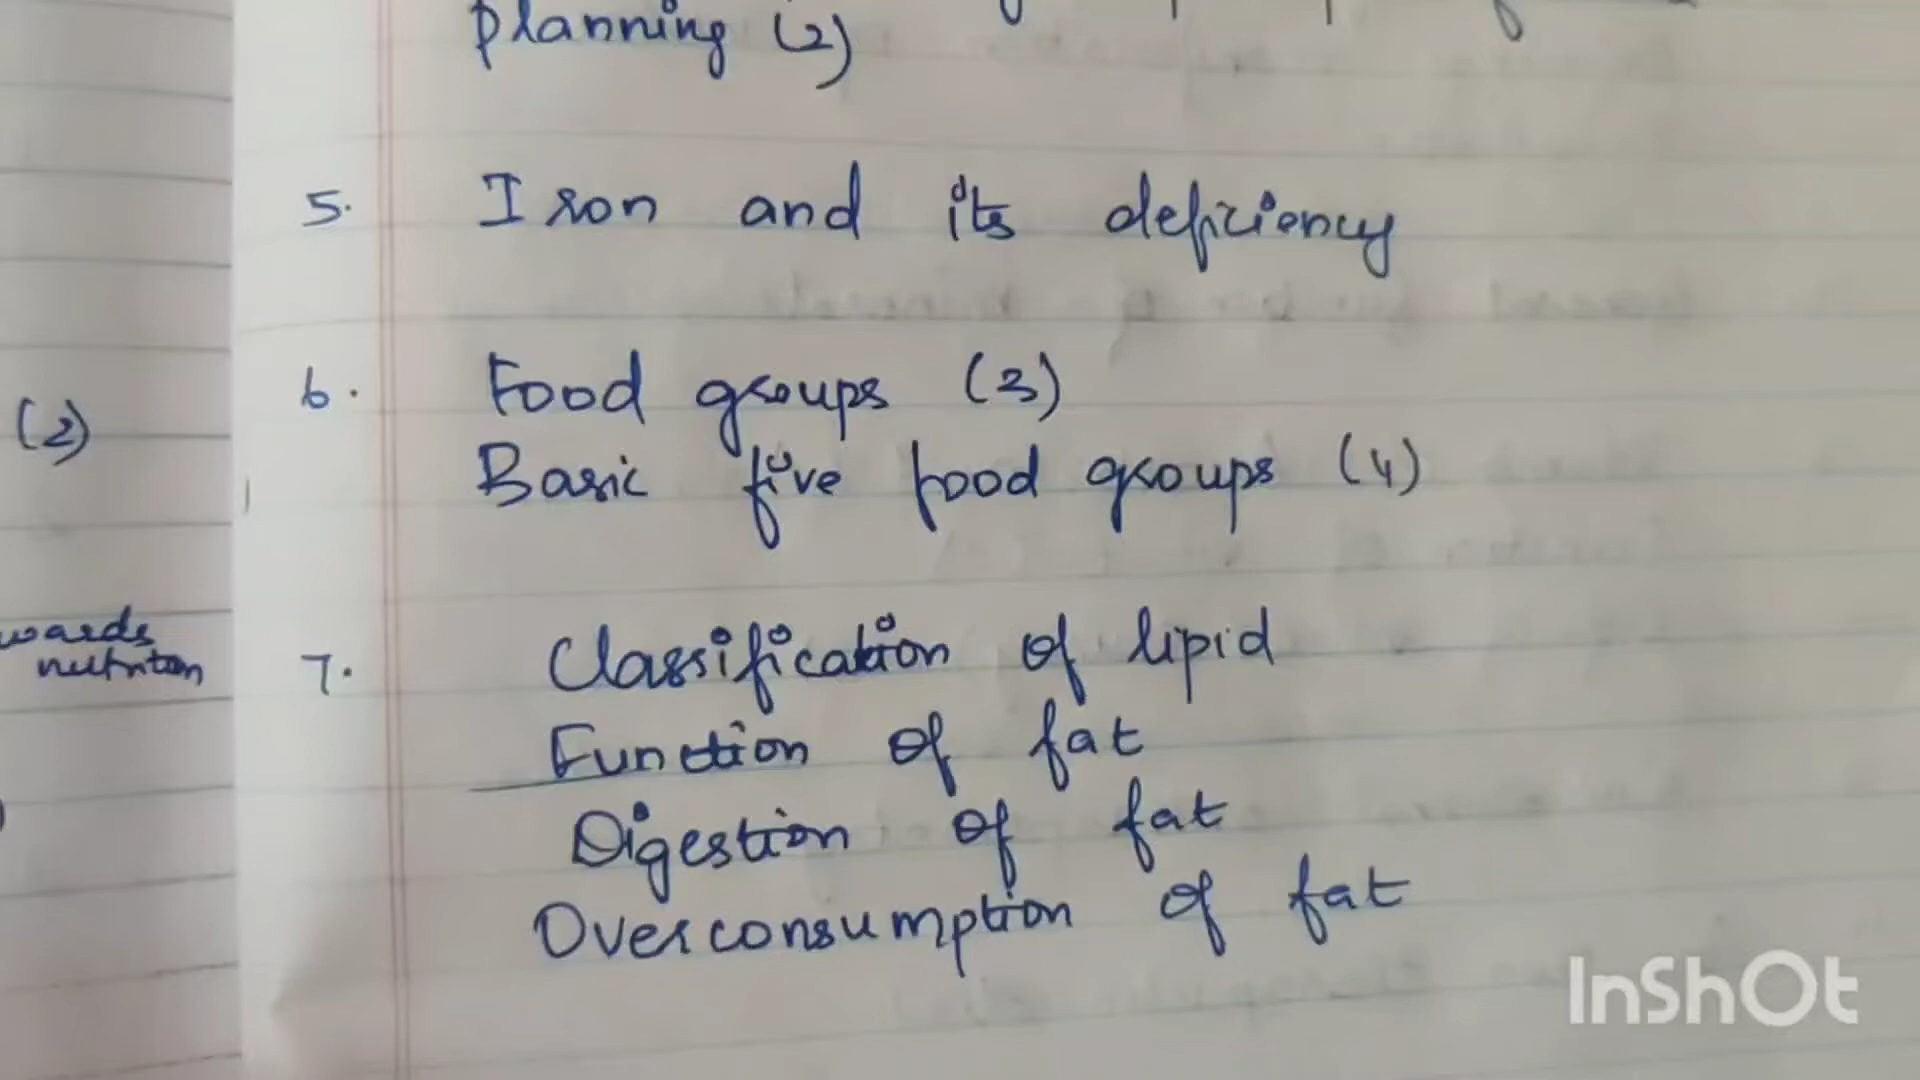 planning (2)
5. Iron and its deficiency
6. Food groups (3)
Basic five food groups (4)
7. Classification of lipid
Function of fat
Digestion of fat
Overconsumption of fat
(2)
wards
nutrition
InShOt